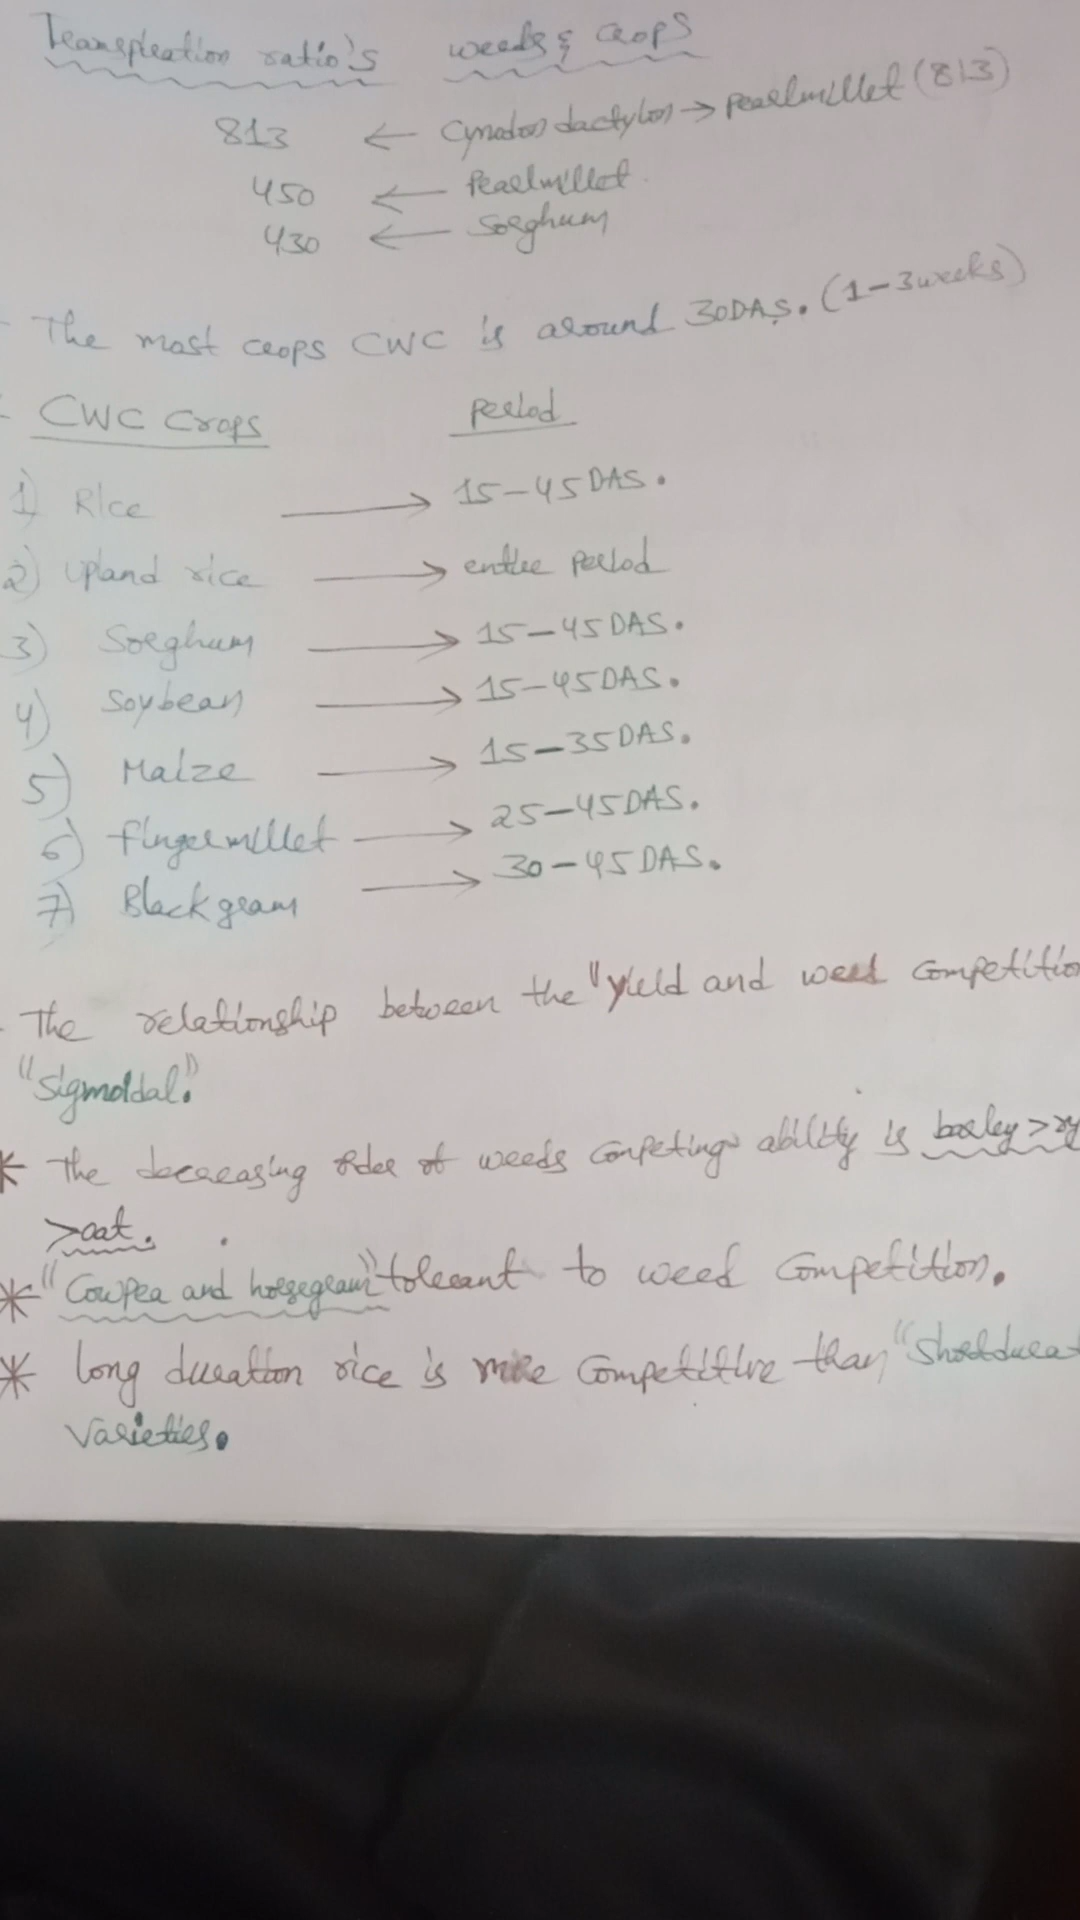 Transpiration ratio's weeds & crops
813 ← Cynodon dactylon → pearlmillet (813)
450 ← Pearlmillet.
430 ← Sorghum
- The most crops CWC is around 30DAS. (1-3 weeks)
- CWC Crops period
1) Rice → 15-45 DAS.
2) upland rice → entire period
3) Sorghum → 15-45 DAS.
4) Soybean → 15-45 DAS.
5) Maize → 15-35 DAS.
6) fingermillet → 25-45 DAS.
7) Blackgram → 30-45 DAS.
- The relationship between the "yield and weed Competitio
"Sigmoidal."
* The decreasing order of weeds competing ability is barley > ry
> oat.
* "Cowpea and horsegram" tolerant to weed Competition.
* long duration rice is more Competitive than "Shortdurat
Varieties.